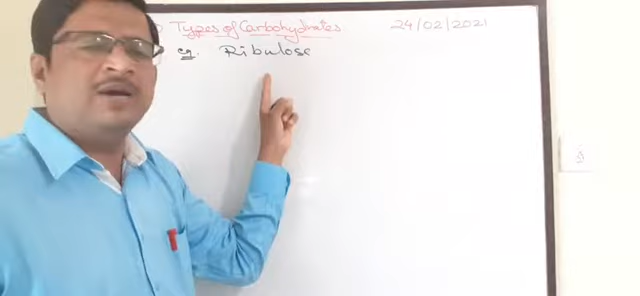 Types of Carbohydrates 24/02/2021
eg. Ribulose